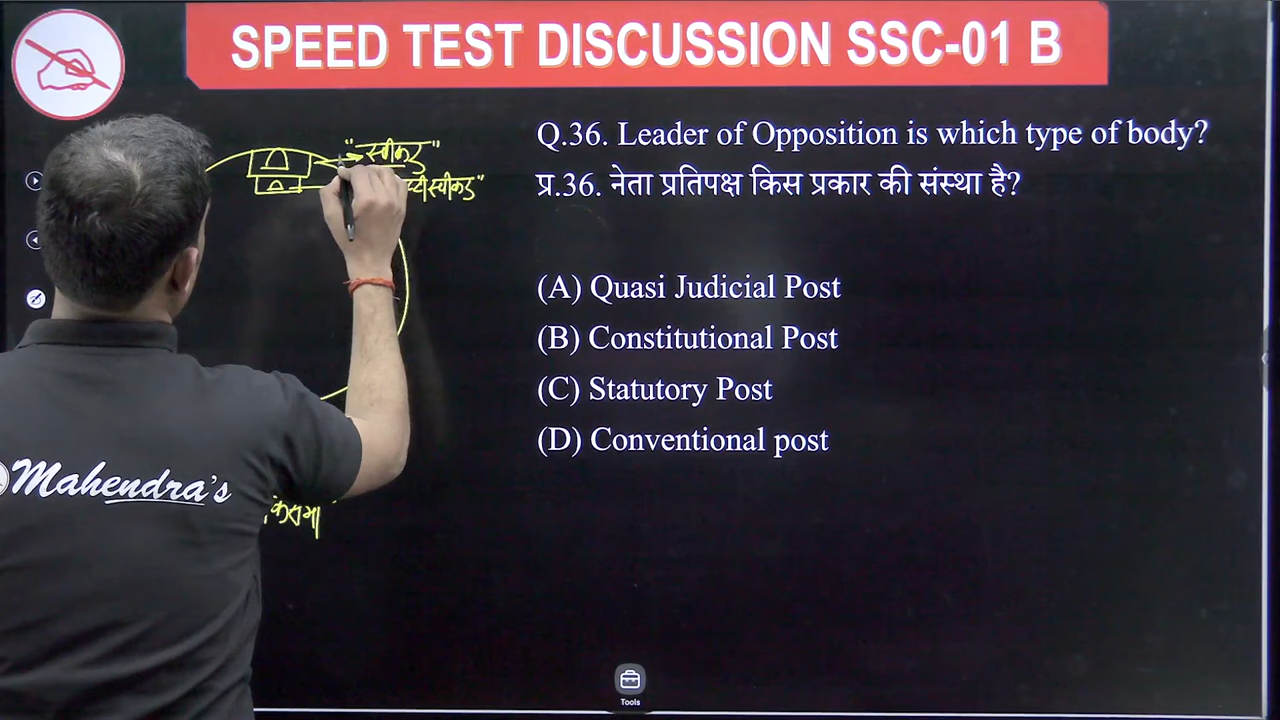 SPEED TEST DISCUSSION SSC-01 B
"स्पीकर"
Q.36. Leader of Opposition is which type of body?
प्र.36. नेता प्रतिपक्ष किस प्रकार की संस्था है?
(A) Quasi Judicial Post
(B) Constitutional Post
(C) Statutory Post
(D) Conventional post
Mahendra's
Tools